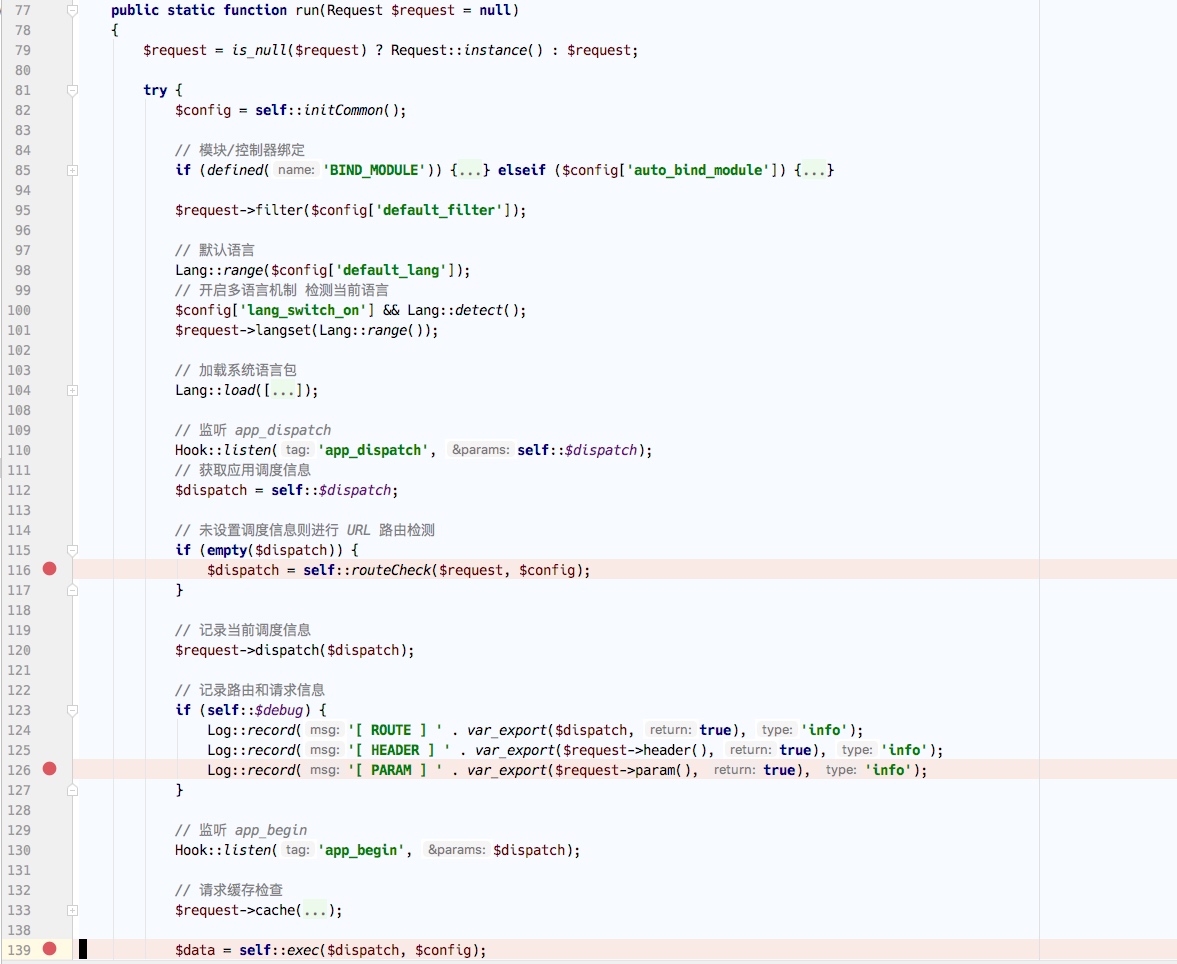 77 public static function run(Request $request = null)
78 {
79 $request = is_null($request) ? Request::instance() : $request;
80
81 try {
82 $config = self::initCommon();
83
84 // 模块/控制器绑定
85 if (defined( name: 'BIND_MODULE')) {...} elseif ($config['auto_bind_module']) {...}
94
95 $request->filter($config['default_filter']);
96
97 // 默认语言
98 Lang::range($config['default_lang']);
99 // 开启多语言机制 检测当前语言
100 $config['lang_switch_on'] && Lang::detect();
101 $request->langset(Lang::range());
102
103 // 加载系统语言包
104 Lang::load([...]);
108
109 // 监听 app_dispatch
110 Hook::listen( tag: 'app_dispatch', &params: self::$dispatch);
111 // 获取应用调度信息
112 $dispatch = self::$dispatch;
113
114 // 未设置调度信息则进行 URL 路由检测
115 if (empty($dispatch)) {
116 $dispatch = self::routeCheck($request, $config);
117 }
118
119 // 记录当前调度信息
120 $request->dispatch($dispatch);
121
122 // 记录路由和请求信息
123 if (self::$debug) {
124 Log::record( msg: '[ ROUTE ] ' . var_export($dispatch, return: true), type: 'info');
125 Log::record( msg: '[ HEADER ] ' . var_export($request->header(), return: true), type: 'info');
126 Log::record( msg: '[ PARAM ] ' . var_export($request->param(), return: true), type: 'info');
127 }
128
129 // 监听 app_begin
130 Hook::listen( tag: 'app_begin', &params: $dispatch);
131
132 // 请求缓存检查
133 $request->cache(...);
138
139 $data = self::exec($dispatch, $config);